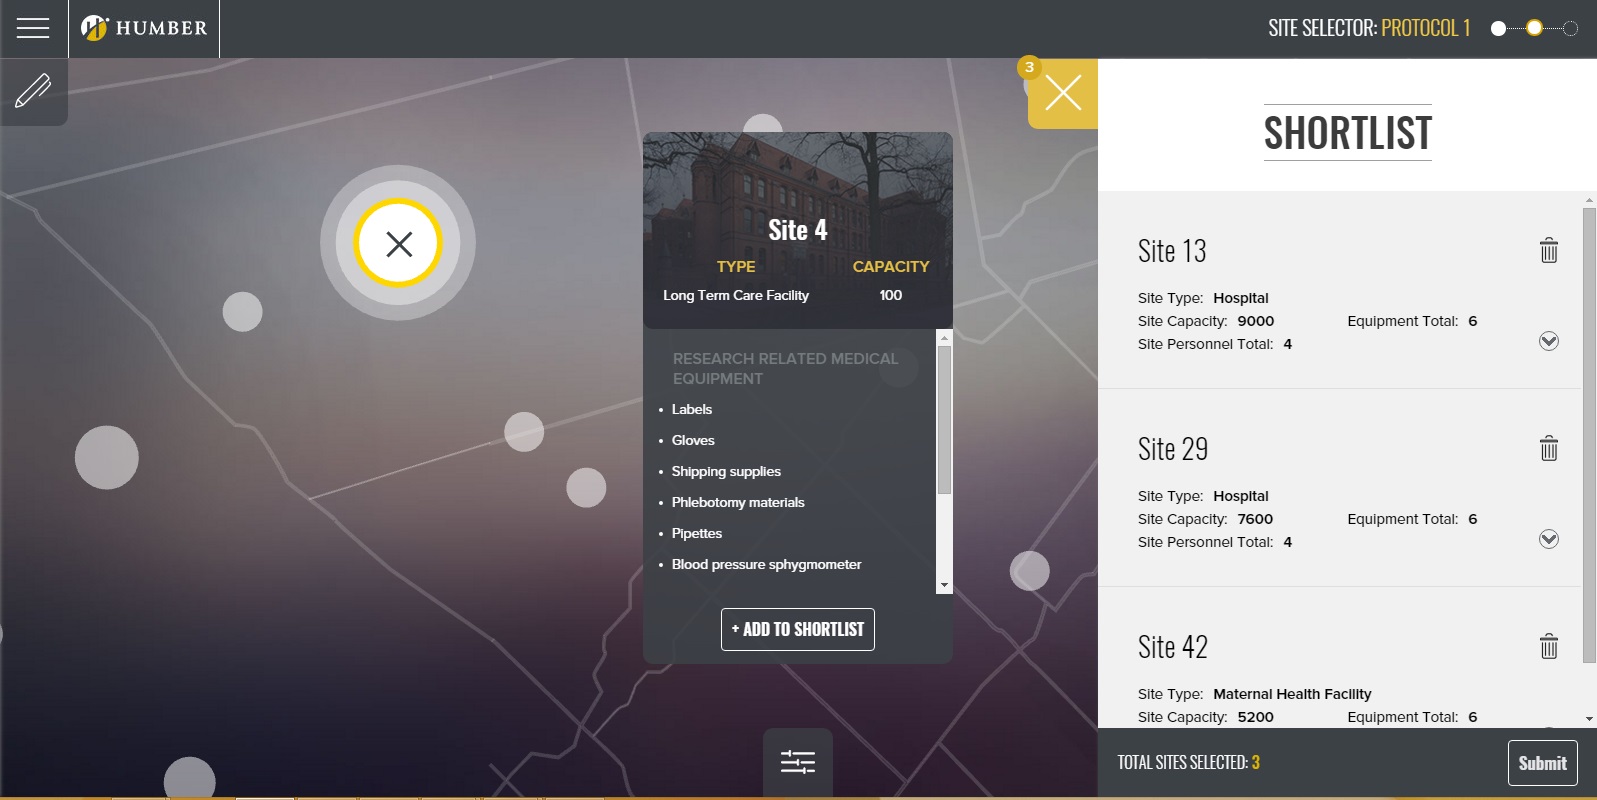 HUMBER
SITE SELECTOR: PROTOCOL 1
3
SHORTLIST
Site 4
TYPE CAPACITY
Long Term Care Facility 100
RESEARCH RELATED MEDICAL
EQUIPMENT
• Labels
• Gloves
• Shipping supplies
• Phlebotomy materials
• Pipettes
• Blood pressure sphygmometer
+ ADD TO SHORTLIST
Site 13
Site Type: Hospital
Site Capacity: 9000 Equipment Total: 6
Site Personnel Total: 4
Site 29
Site Type: Hospital
Site Capacity: 7600 Equipment Total: 6
Site Personnel Total: 4
Site 42
Site Type: Maternal Health Facility
Site Capacity: 5200 Equipment Total: 6
TOTAL SITES SELECTED: 3
Submit